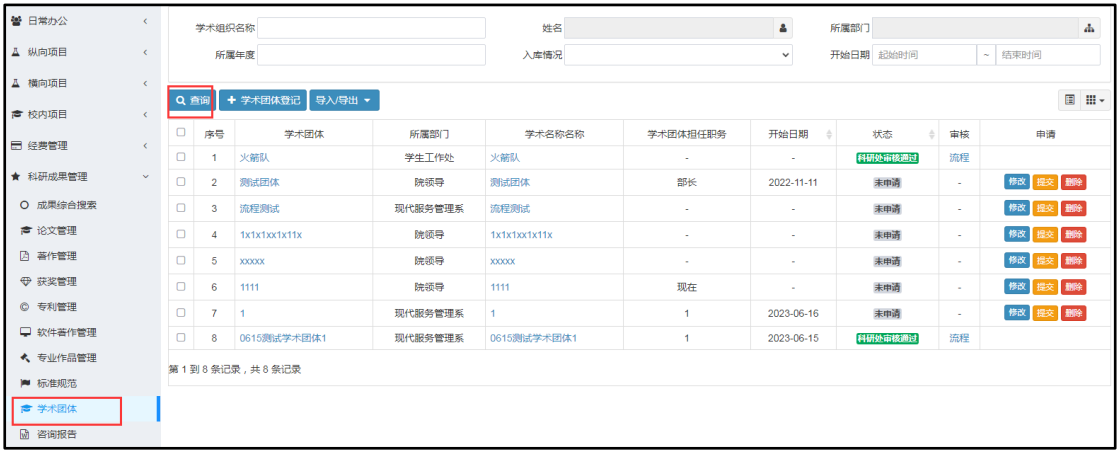 日常办公
纵向项目
横向项目
校内项目
经费管理
科研成果管理
成果综合搜索
论文管理
著作管理
获奖管理
专利管理
软件著作管理
专业作品管理
标准规范
学术团体
咨询报告
学术组织名称 姓名 所属部门
所属年度 入库情况 开始日期 起始时间 ~ 结束时间
查询 学术团体登记 导入/导出
序号 学术团体 所属部门 学术名称名称 学术团体担任职务 开始日期 状态 审核 申请
1 火箭队 学生工作处 火箭队 - - 科研处审核通过 流程
2 测试团体 院领导 测试团体 部长 2022-11-11 未申请 - 修改 提交 删除
3 流程测试 现代服务管理系 流程测试 - - 未申请 - 修改 提交 删除
4 1x1x1xx1x11x 院领导 1x1x1xx1x11x - - 未申请 - 修改 提交 删除
5 xxxxx 院领导 xxxxx - - 未申请 - 修改 提交 删除
6 1111 院领导 1111 现在 - 未申请 - 修改 提交 删除
7 1 现代服务管理系 1 1 2023-06-16 未申请 - 修改 提交 删除
8 0615测试学术团体1 现代服务管理系 0615测试学术团体1 1 2023-06-15 科研处审核通过 流程
第 1 到 8 条记录，共 8 条记录